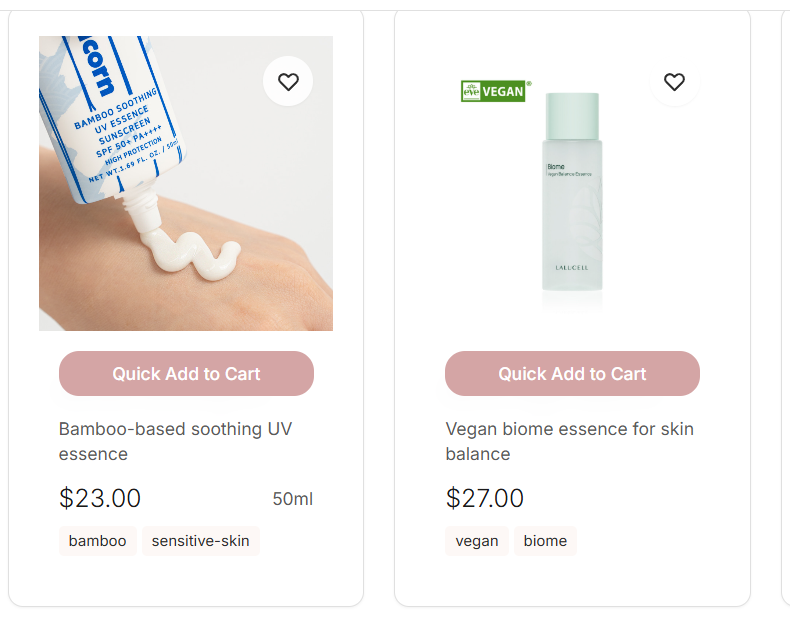 corn
BAMBOO SOOTHING
UV ESSENCE
SUNSCREEN
SPF 50+ PA++++
HIGH PROTECTION
NET WT.1.69 FL. OZ. / 50ml
Quick Add to Cart
Bamboo-based soothing UV
essence
$23.00 50ml
bamboo sensitive-skin
eve VEGAN®
Biome
Vegan Balance Essence
LALUCELL
Quick Add to Cart
Vegan biome essence for skin
balance
$27.00
vegan biome